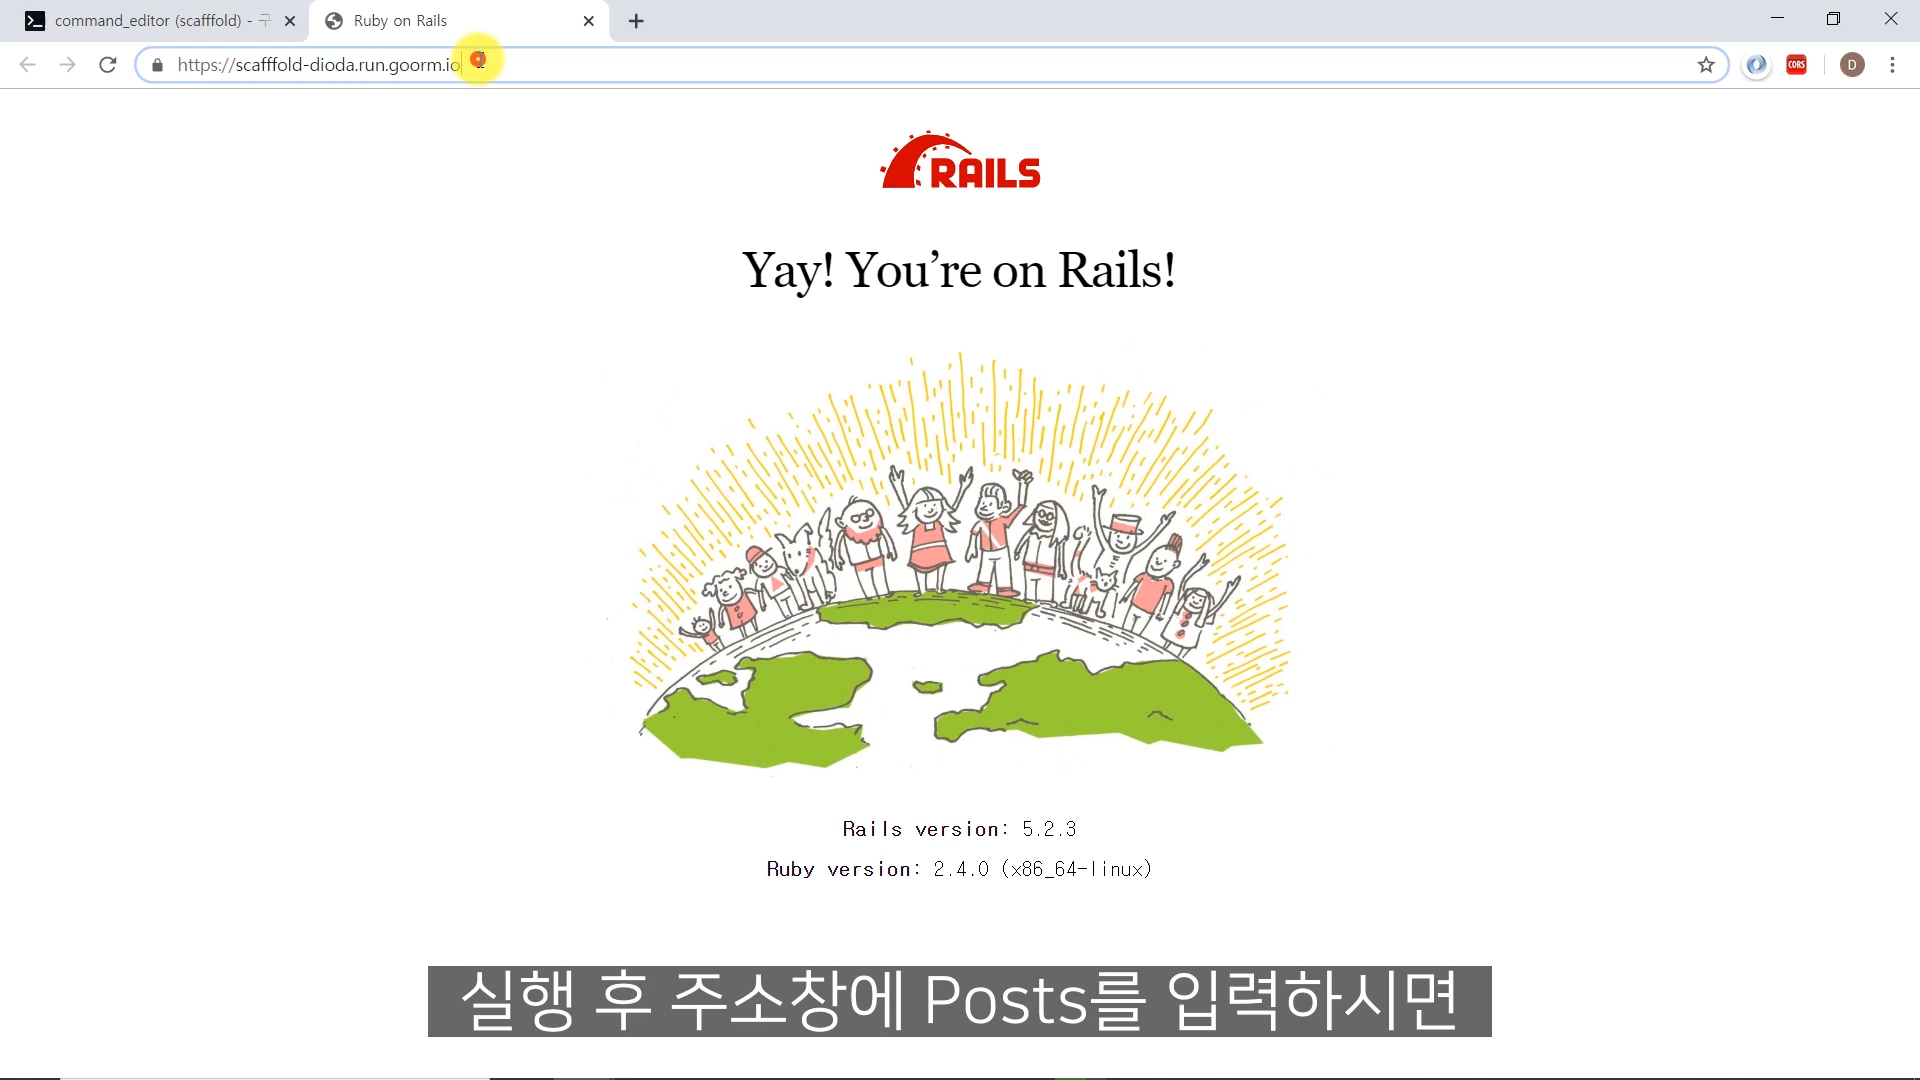 command_editor (scafffold) - 구
Ruby on Rails
https://scafffold-dioda.run.goorm.io
CORS
D
RAILS
Yay! You’re on Rails!
Rails version: 5.2.3
Ruby version: 2.4.0 (x86_64-linux)
실행 후 주소창에 Posts를 입력하시면